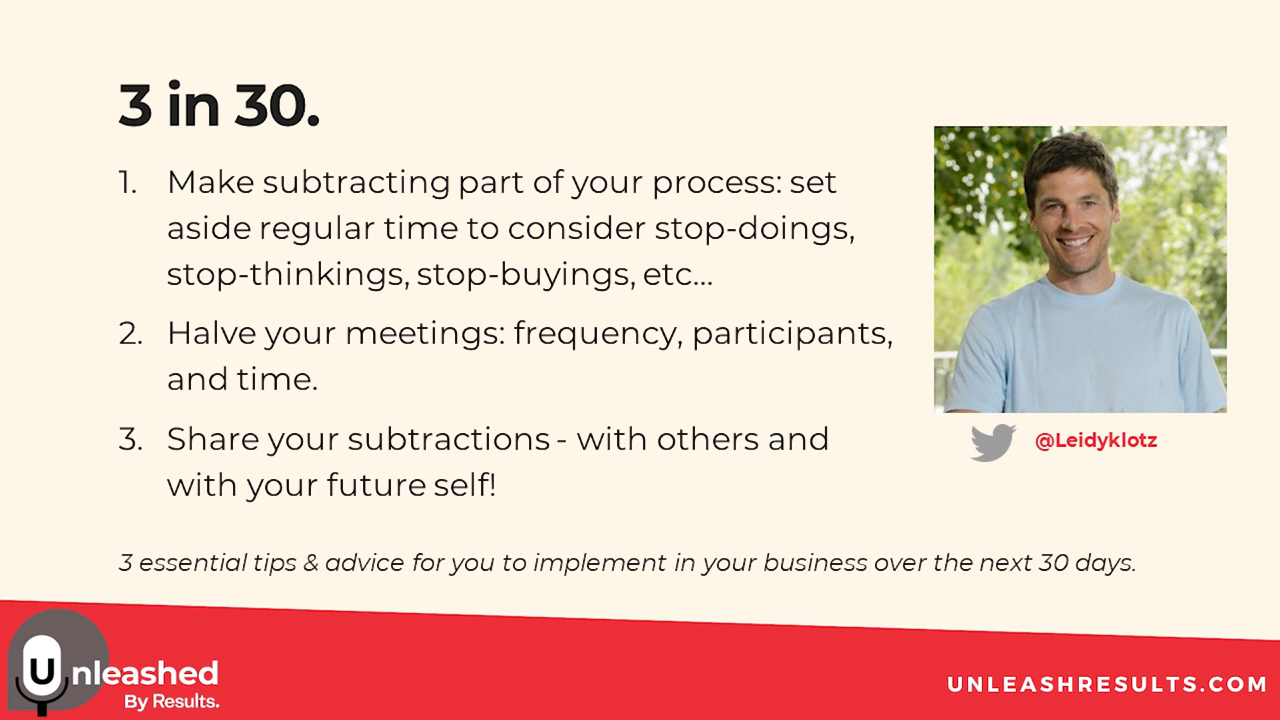 3 in 30.
1. Make subtracting part of your process: set
aside regular time to consider stop-doings,
stop-thinkings, stop-buyings, etc...
2. Halve your meetings: frequency, participants,
and time.
3. Share your subtractions - with others and
with your future self!
@Leidyklotz
3 essential tips & advice for you to implement in your business over the next 30 days.
Unleashed
By Results.
UNLEASHRESULTS.COM